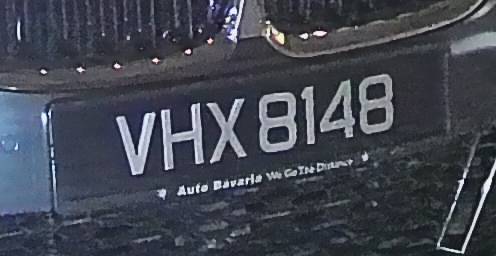 VHX 8148
Auto Bavaria We Go The Distance